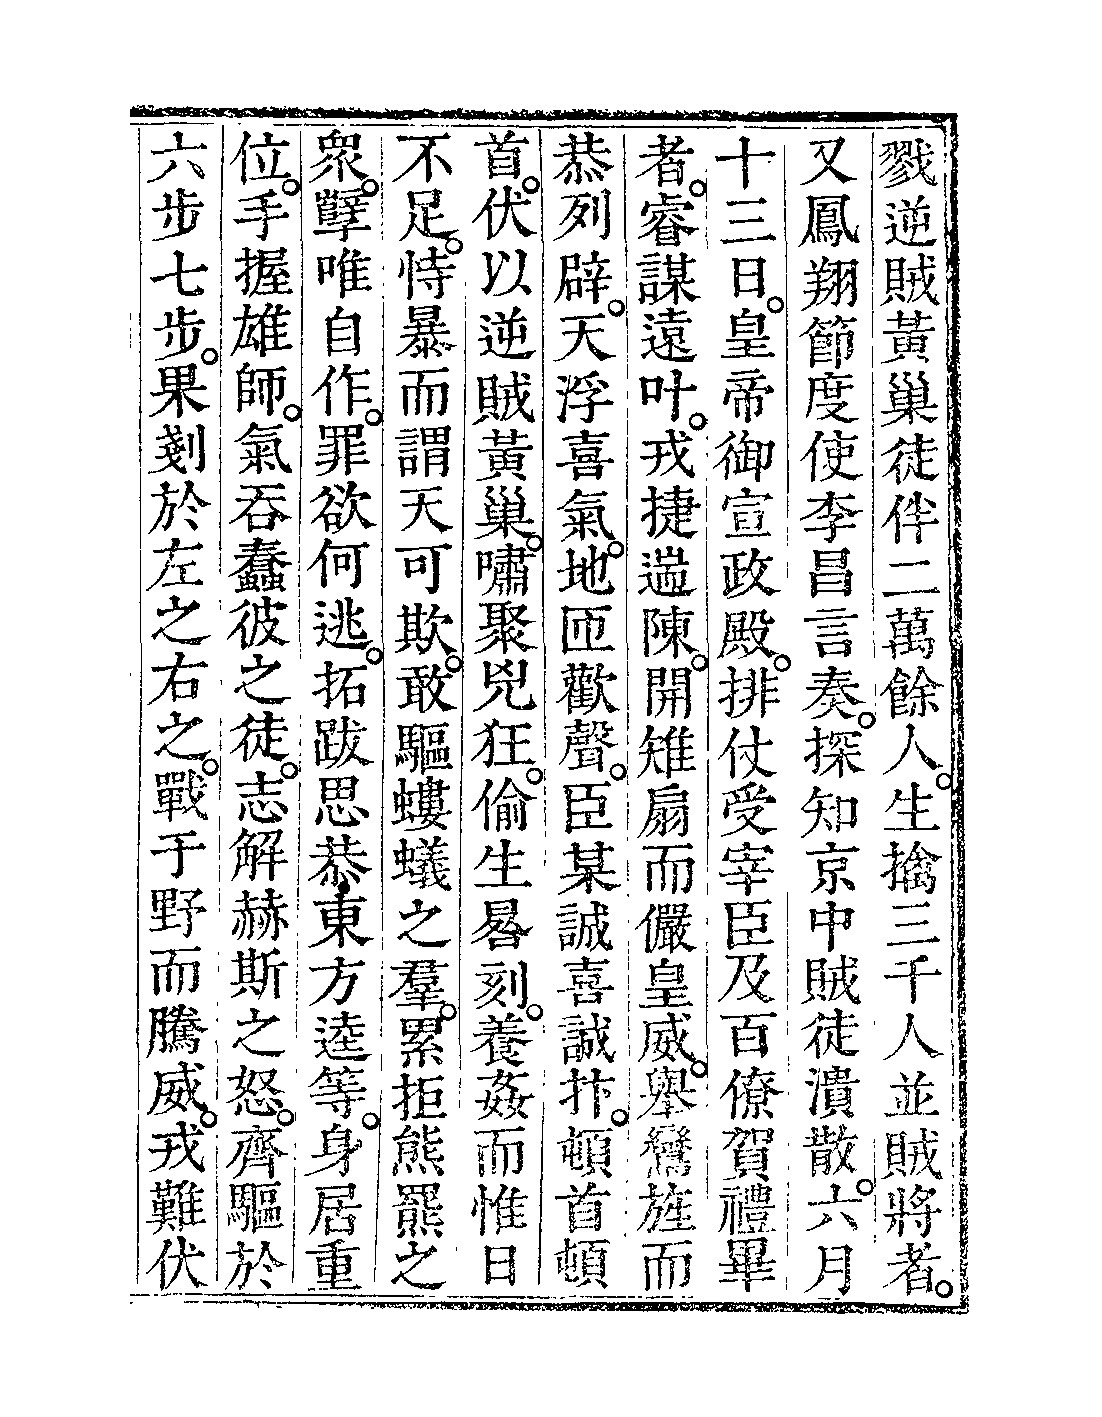 戮逆賊黃巢徒伴二萬餘人。生擒三千人並賊將者。
又鳳翔節度使李昌言奏。探知京中賊徒潰散。六月
十三日。皇帝御宣政殿。排仗受宰臣及百僚賀禮畢
者。睿謀遠叶。戎捷遄陳。開雉扇而儼皇威。舉鸞旌而
恭列辟。天浮喜氣。地匝歡聲。臣某誠喜誠抃。頓首頓
首。伏以逆賊黃巢。嘯聚兇狂。偷生晷刻。養姦而惟日
不足。恃暴而謂天可欺。敢驅螻蟻之羣。累拒熊羆之
衆。孽唯自作。罪欲何逃。拓跋思恭東方逵等。身居重
位。手握雄師。氣吞蠢彼之徒。志解赫斯之怒。齊驅於
六步七步。果剗於左之右之。戰于野而騰威。戎難伏